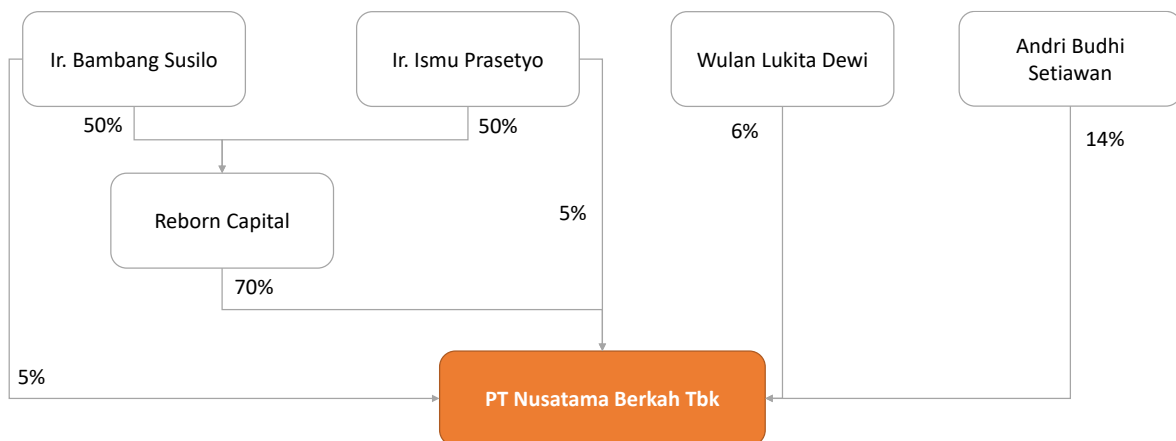 Ir. Bambang Susilo
Ir. Ismu Prasetyo
Wulan Lukita Dewi
Andri Budhi
Setiawan
50%
50%
6%
14%
Reborn Capital
5%
70%
5%
PT Nusatama Berkah Tbk